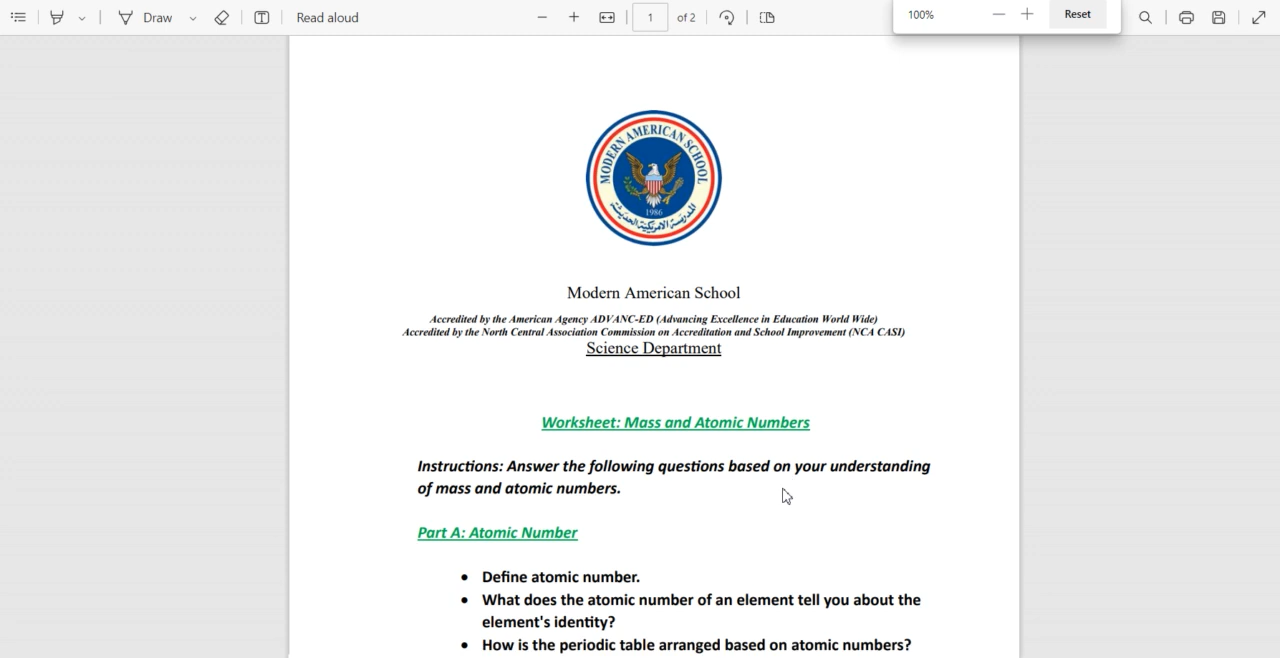 Draw
Read aloud
1 of 2
100%
Reset
MODERN AMERICAN SCHOOL
1986
المدرسة الامريكية الحديثة
Modern American School
Accredited by the American Agency ADVANC-ED (Advancing Excellence in Education World Wide)
Accredited by the North Central Association Commission on Accreditation and School Improvement (NCA CASI)
Science Department
Worksheet: Mass and Atomic Numbers
Instructions: Answer the following questions based on your understanding
of mass and atomic numbers.
Part A: Atomic Number
• Define atomic number.
• What does the atomic number of an element tell you about the
element's identity?
• How is the periodic table arranged based on atomic numbers?